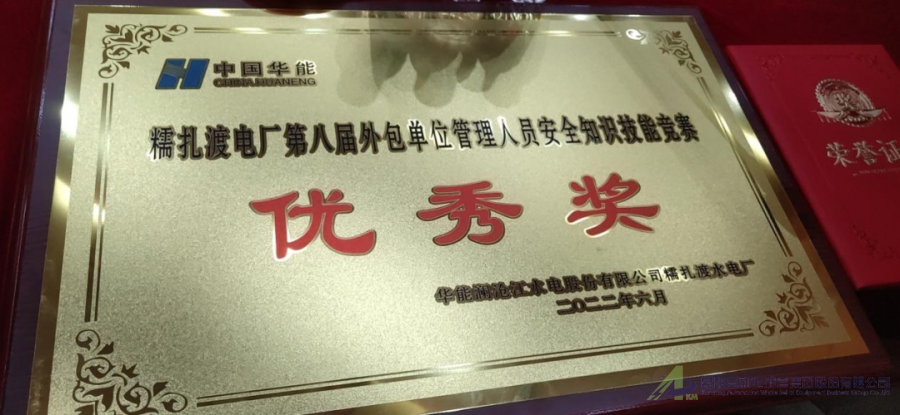 中国华能
CHINA HUANENG
糯扎渡电厂第八届外包单位管理人员安全知识技能竞赛
优秀奖
华能澜沧江水电股份有限公司糯扎渡水电厂
二〇二二年六月
荣誉证